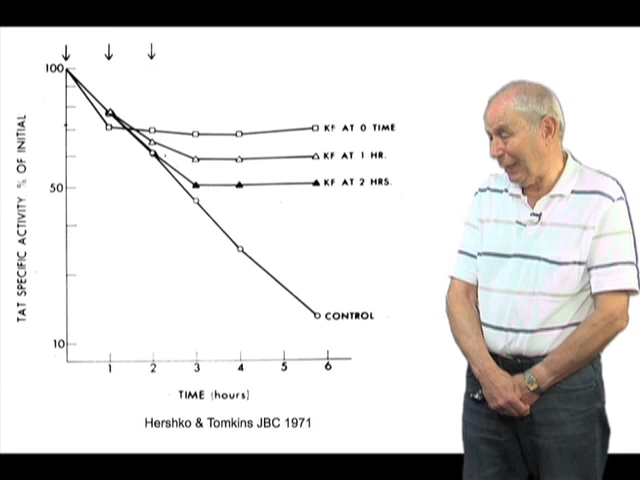 100
50
10
TAT SPECIFIC ACTIVITY % OF INITIAL
KF AT 0 TIME
KF AT 1 HR.
KF AT 2 HRS.
CONTROL
1 2 3 4 5 6
TIME (hours)
Hershko & Tomkins JBC 1971